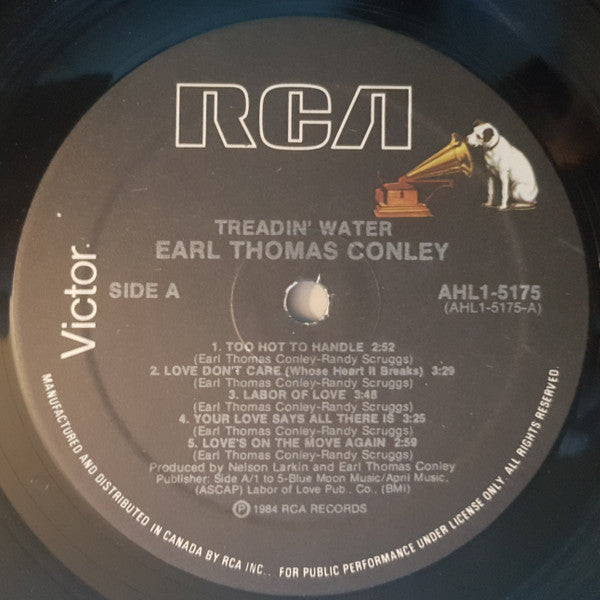 RCA
TREADIN' WATER
EARL THOMAS CONLEY
Victor
SIDE A
AHL1-5175
(AHL1-5175-A)
1. TOO HOT TO HANDLE 2:52
Earl Thomas Conley-Randy Scruggs)
2. LOVE DON'T CARE (Whose Heart It Breaks) 3:29
(Earl Thomas Conley-Randy Scruggs)
3. LABOR OF LOVE 3:48
(Earl Thomas Conley-Randy Scruggs)
4. YOUR LOVE SAYS ALL THERE IS 3:25
(Earl Thomas Conley-Randy Scruggs)
5. LOVE'S ON THE MOVE AGAIN 2:59
(Earl Thomas Conley-Randy Scruggs)
Produced by Nelson Larkin and Earl Thomas Conley
Publisher: Side A/1 to 5-Blue Moon Music/April Music.
(ASCAP) Labor of Love Pub., Co., (BMI)
℗ 1984 RCA RECORDS
MANUFACTURED AND DISTRIBUTED IN CANADA BY RCA INC.. FOR PUBLIC PERFORMANCE UNDER LICENSE ONLY. ALL RIGHTS RESERVED.